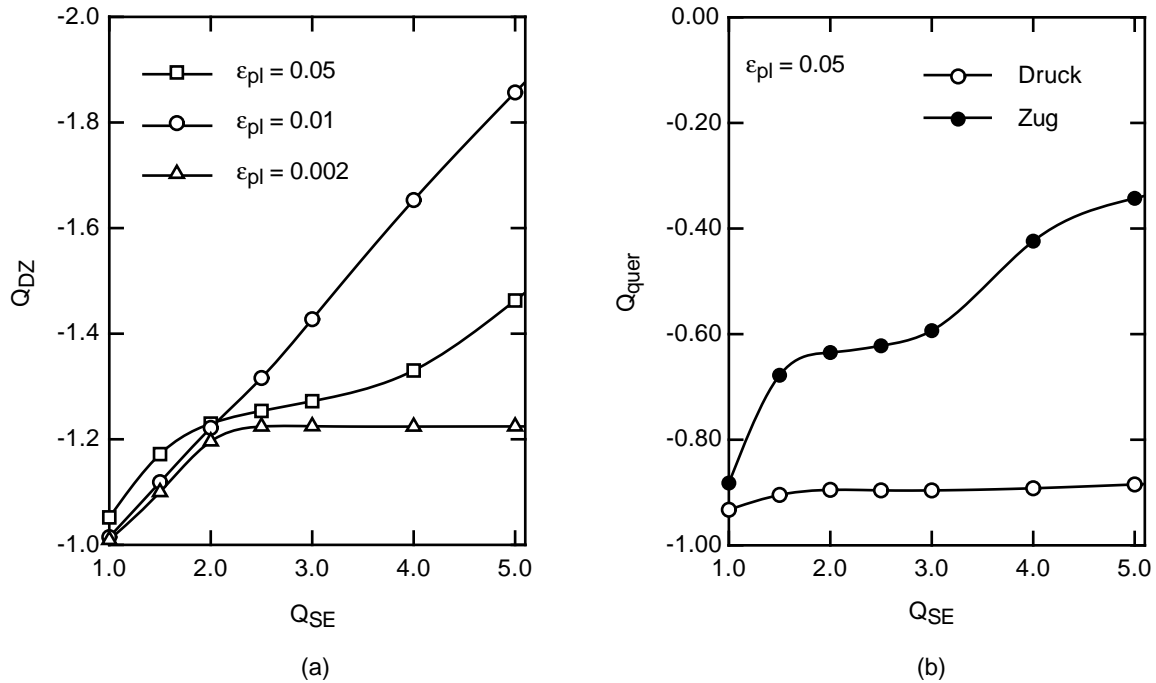 -2.0
-1.8
-1.6
-1.4
-1.2
-1.0
Q_DZ
ε_pl = 0.05
ε_pl = 0.01
ε_pl = 0.002
1.0 2.0 3.0 4.0 5.0
Q_SE
(a)
0.00
-0.20
-0.40
-0.60
-0.80
-1.00
Q_quer
ε_pl = 0.05
Druck
Zug
1.0 2.0 3.0 4.0 5.0
Q_SE
(b)